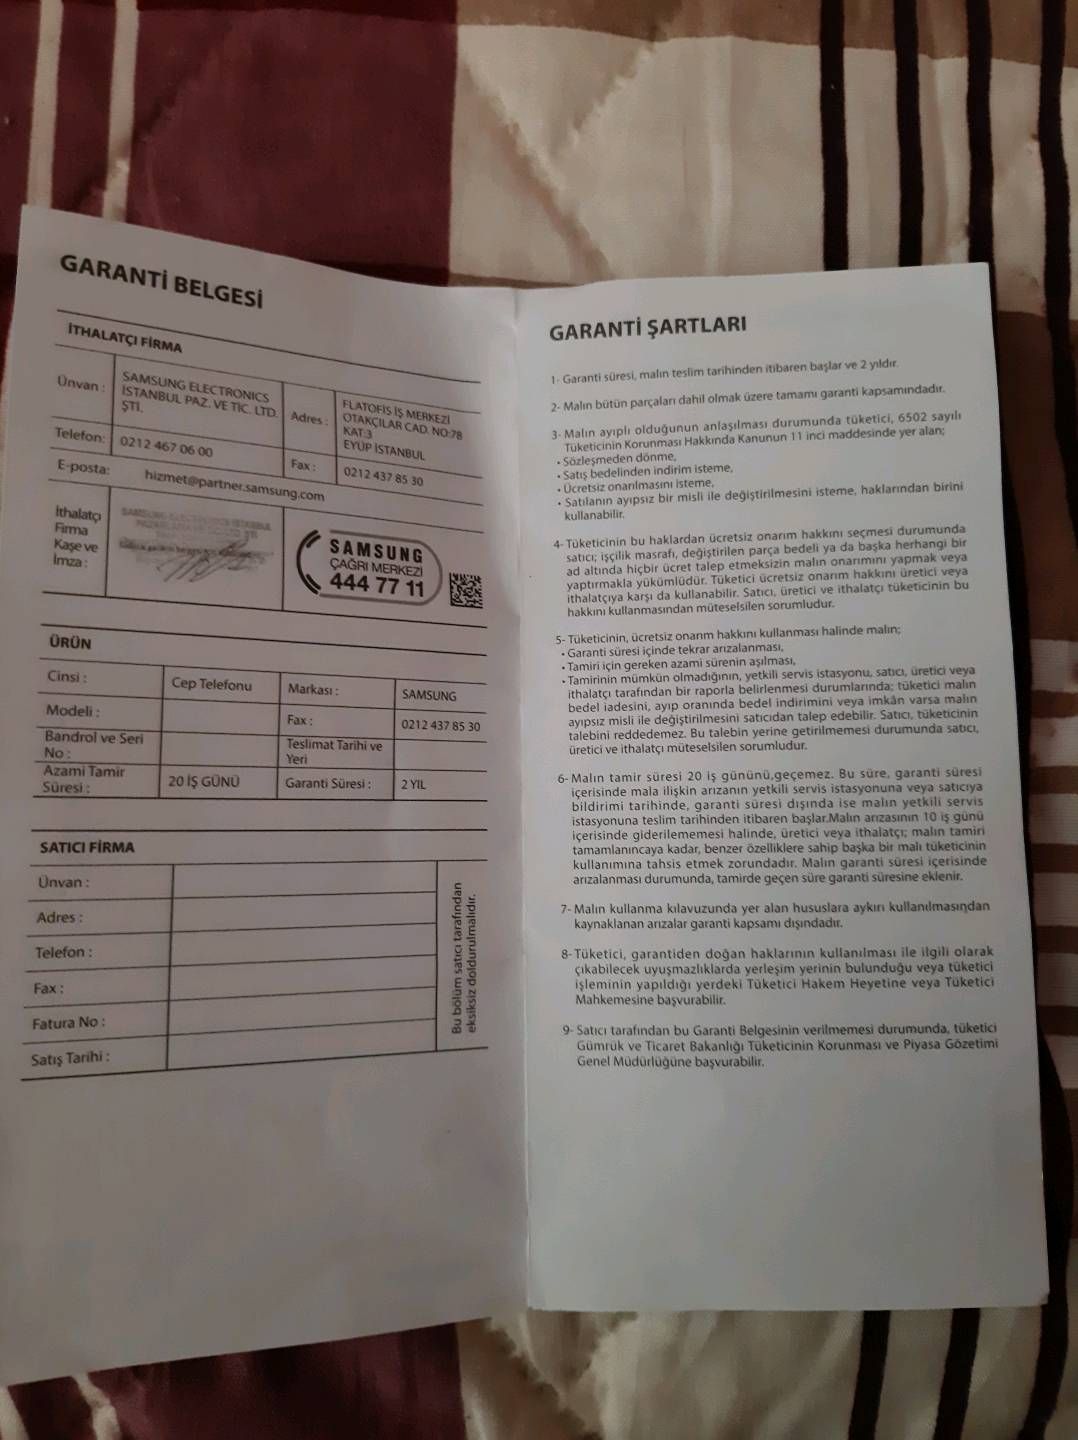 GARANTİ BELGESİ
İTHALATÇI FİRMA
Ünvan :
SAMSUNG ELECTRONICS
İSTANBUL PAZ. VE TİC. LTD.
ŞTİ.
Adres :
FLATOFİS İŞ MERKEZİ
OTAKÇILAR CAD. NO:78
KAT:3
EYÜP İSTANBUL
Telefon:
0212 467 06 00
Fax :
0212 437 85 30
E-posta:
hizmet@partner.samsung.com
İthalatçı
Firma
Kaşe ve
İmza :
SAMSUNG
ÇAĞRI MERKEZİ
444 77 11
ÜRÜN
Cinsi :
Cep Telefonu
Markası :
SAMSUNG
Modeli :
Fax :
0212 437 85 30
Bandrol ve Seri
No :
Teslimat Tarihi ve
Yeri
Azami Tamir
Süresi :
20 İŞ GÜNÜ
Garanti Süresi :
2 YIL
SATICI FİRMA
Ünvan :
Adres :
Telefon :
Fax :
Fatura No :
Satış Tarihi :
Bu bölüm satıcı tarafından
eksiksiz doldurulmalıdır.
GARANTİ ŞARTLARI
1- Garanti süresi, malın teslim tarihinden itibaren başlar ve 2 yıldır.
2- Malın bütün parçaları dahil olmak üzere tamamı garanti kapsamındadır.
3- Malın ayıplı olduğunun anlaşılması durumunda tüketici, 6502 sayılı
Tüketicinin Korunması Hakkında Kanunun 11 inci maddesinde yer alan;
• Sözleşmeden dönme,
• Satış bedelinden indirim isteme,
• Ücretsiz onarılmasını isteme,
• Satılanın ayıpsız bir misli ile değiştirilmesini isteme, haklarından birini
kullanabilir.
4- Tüketicinin bu haklardan ücretsiz onarım hakkını seçmesi durumunda
satıcı; işçilik masrafı, değiştirilen parça bedeli ya da başka herhangi bir
ad altında hiçbir ücret talep etmeksizin malın onarımını yapmak veya
yaptırmakla yükümlüdür. Tüketici ücretsiz onarım hakkını üretici veya
ithalatçıya karşı da kullanabilir. Satıcı, üretici ve ithalatçı tüketicinin bu
hakkını kullanmasından müteselsilen sorumludur.
5- Tüketicinin, ücretsiz onarım hakkını kullanması halinde malın;
• Garanti süresi içinde tekrar arızalanması,
• Tamiri için gereken azami sürenin aşılması,
• Tamirinin mümkün olmadığının, yetkili servis istasyonu, satıcı, üretici veya
ithalatçı tarafından bir raporla belirlenmesi durumlarında; tüketici malın
bedel iadesini, ayıp oranında bedel indirimini veya imkân varsa malın
ayıpsız misli ile değiştirilmesini satıcıdan talep edebilir. Satıcı, tüketicinin
talebini reddedemez. Bu talebin yerine getirilmemesi durumunda satıcı,
üretici ve ithalatçı müteselsilen sorumludur.
6- Malın tamir süresi 20 iş gününü,geçemez. Bu süre, garanti süresi
içerisinde mala ilişkin arızanın yetkili servis istasyonuna veya satıcıya
bildirimi tarihinde, garanti süresi dışında ise malın yetkili servis
istasyonuna teslim tarihinden itibaren başlar.Malın arızasının 10 iş günü
içerisinde giderilememesi halinde, üretici veya ithalatçı; malın tamiri
tamamlanıncaya kadar, benzer özelliklere sahip başka bir malı tüketicinin
kullanımına tahsis etmek zorundadır. Malın garanti süresi içerisinde
arızalanması durumunda, tamirde geçen süre garanti süresine eklenir.
7- Malın kullanma kılavuzunda yer alan hususlara aykırı kullanılmasından
kaynaklanan arızalar garanti kapsamı dışındadır.
8- Tüketici, garantiden doğan haklarının kullanılması ile ilgili olarak
çıkabilecek uyuşmazlıklarda yerleşim yerinin bulunduğu veya tüketici
işleminin yapıldığı yerdeki Tüketici Hakem Heyetine veya Tüketici
Mahkemesine başvurabilir.
9- Satıcı tarafından bu Garanti Belgesinin verilmemesi durumunda, tüketici
Gümrük ve Ticaret Bakanlığı Tüketicinin Korunması ve Piyasa Gözetimi
Genel Müdürlüğüne başvurabilir.